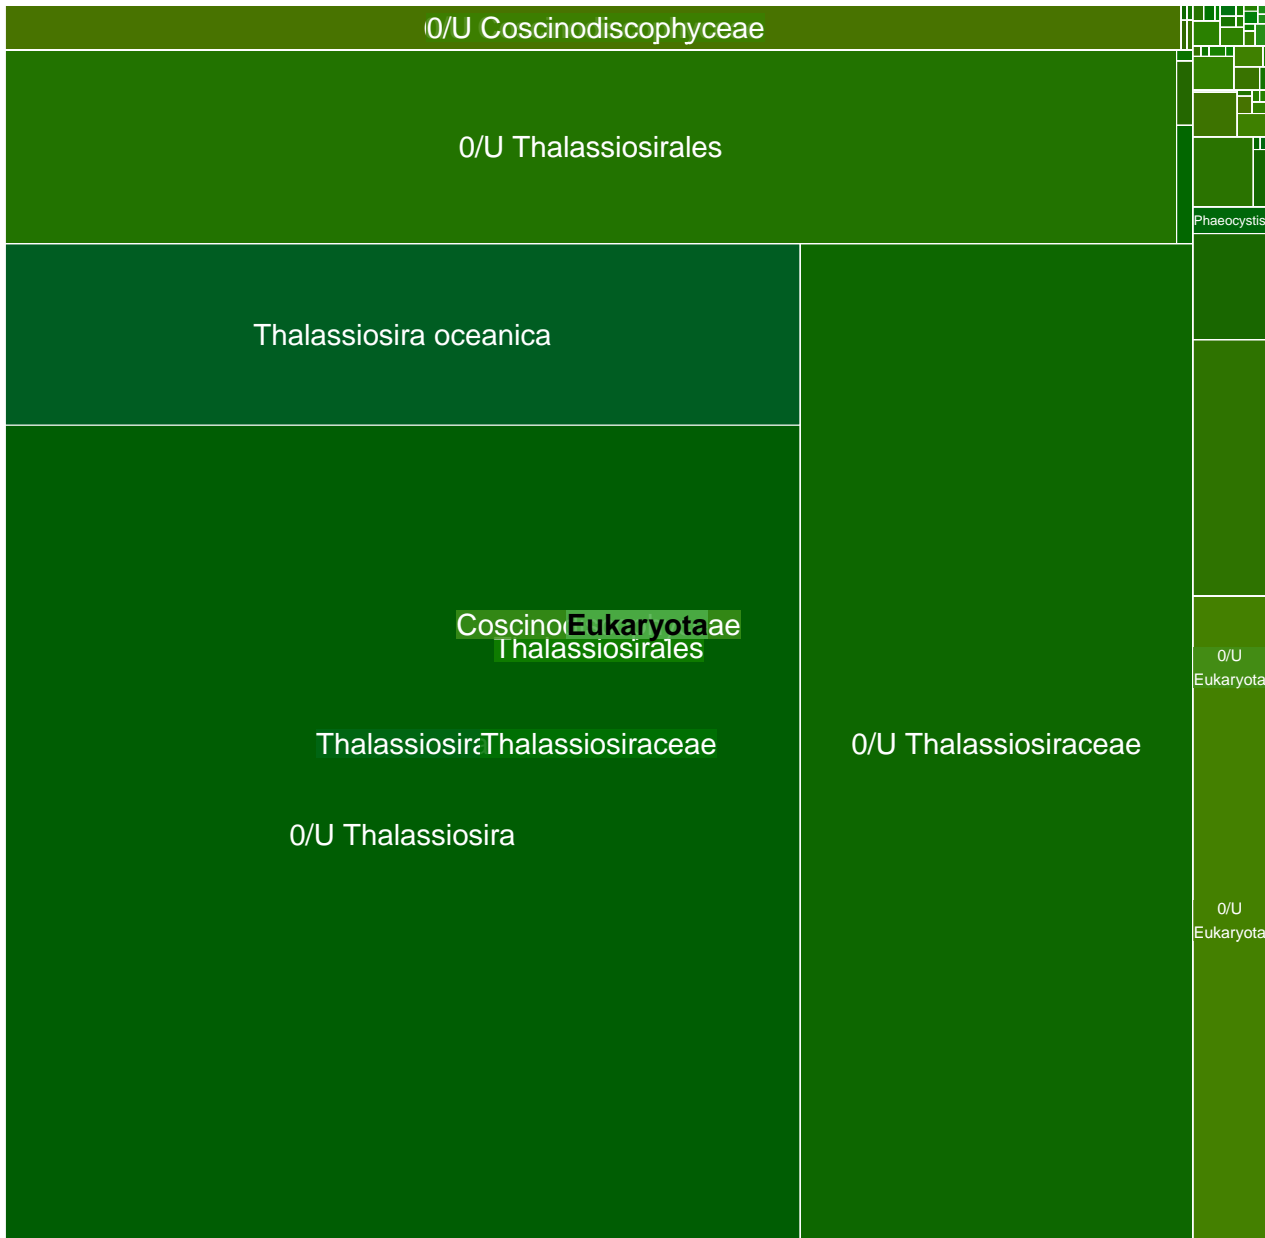 0/U Coscinodiscophyceae
0/U Thalassiosirales
Phaeocystis
Thalassiosira oceanica
Eukaryota
Thalassiosirales
0/U
Eukaryota
Thalassiosiraceae
0/U Thalassiosiraceae
0/U Thalassiosira
0/U
Eukaryota